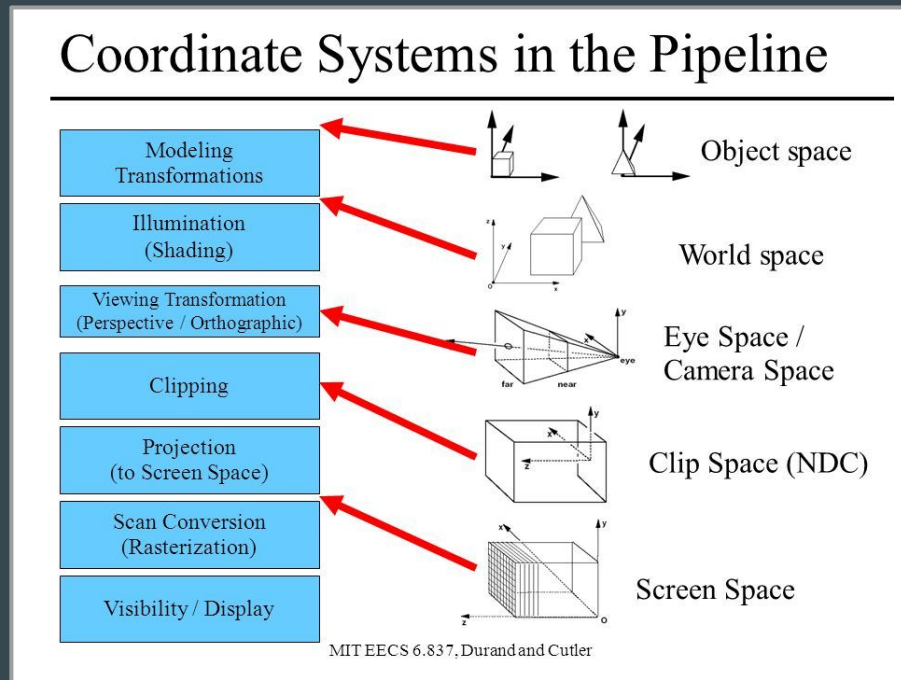 Coordinate Systems in the Pipeline
Modeling
Transformations
Illumination
(Shading)
Viewing Transformation
(Perspective / Orthographic)
Clipping
Projection
(to Screen Space)
Scan Conversion
(Rasterization)
Visibility / Display
Object space
z
y
o
x
World space
y
x
eye
far
near
Eye Space /
Camera Space
y
x
z
Clip Space (NDC)
x
y
z
o
Screen Space
MIT EECS 6.837, Durand and Cutler